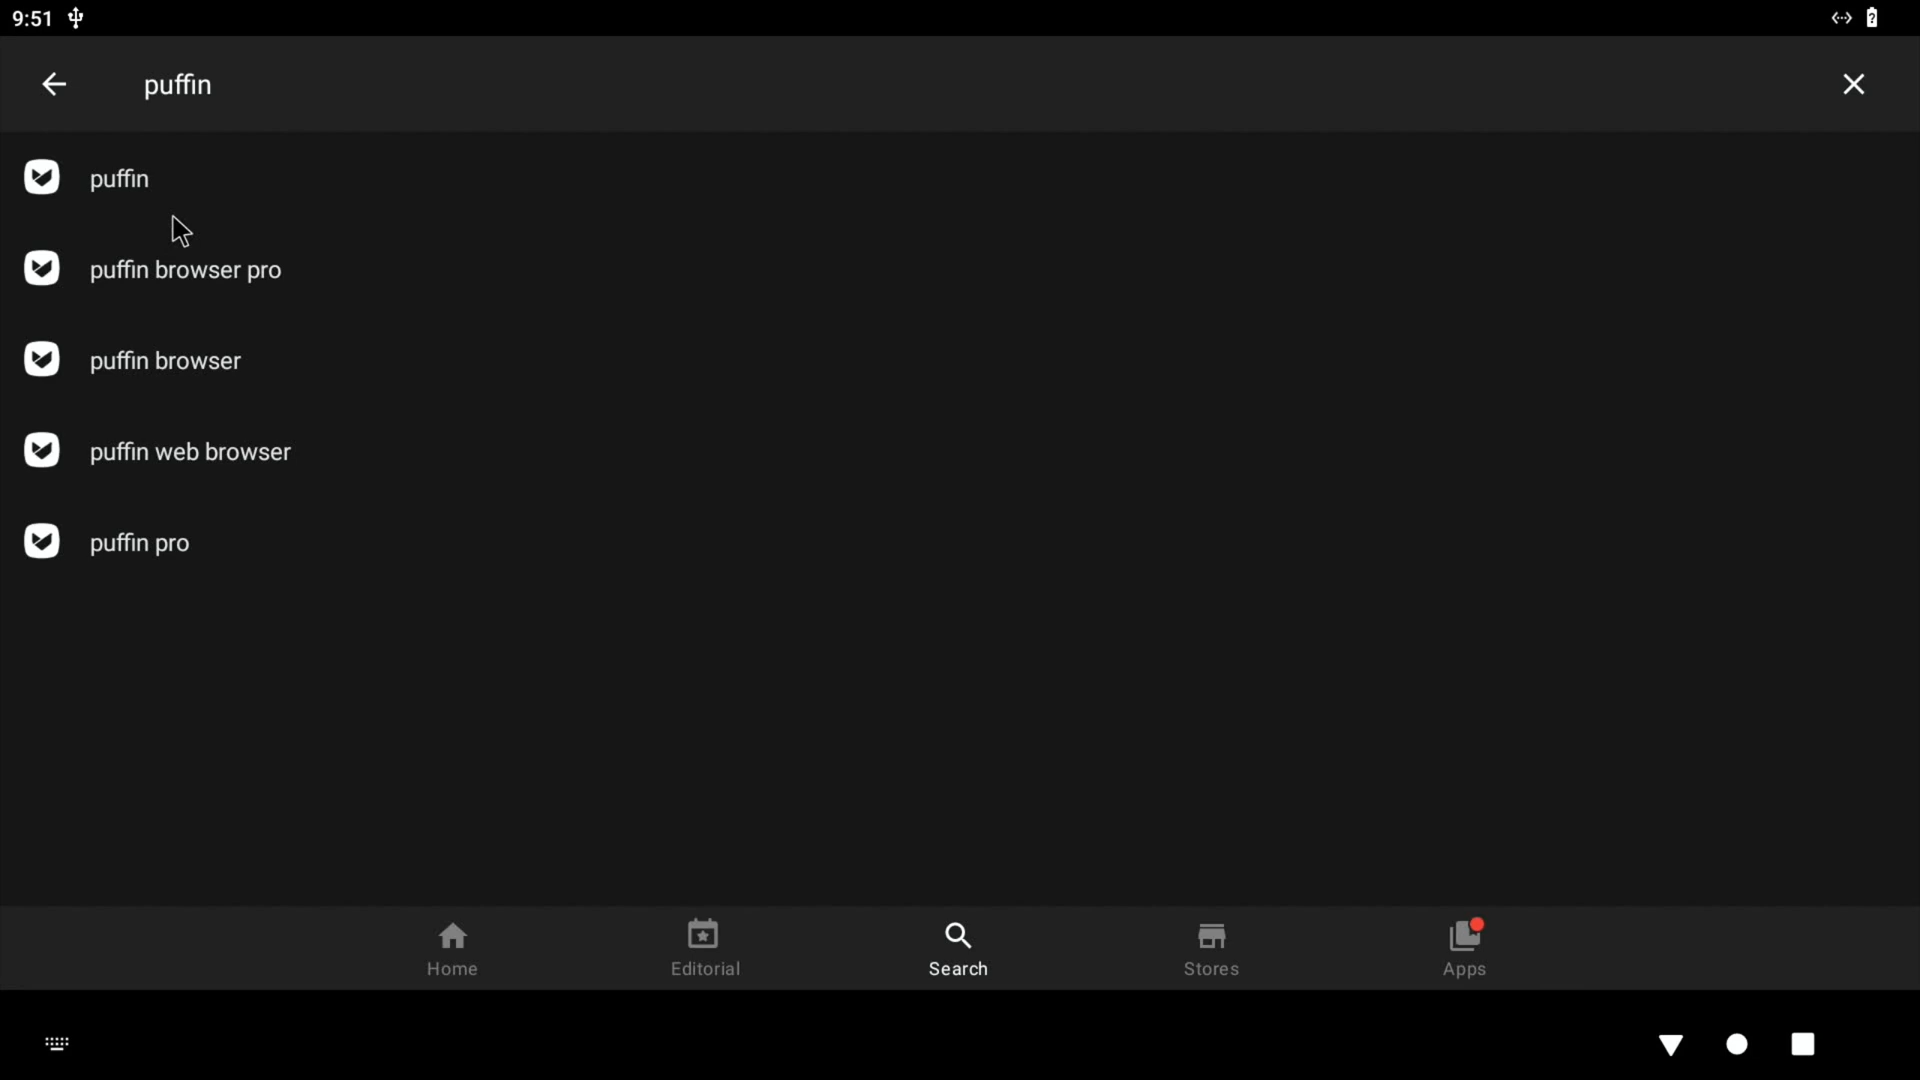 9:51
puffin
puffin
puffin browser pro
puffin browser
puffin web browser
puffin pro
Home
Editorial
Search
Stores
Apps